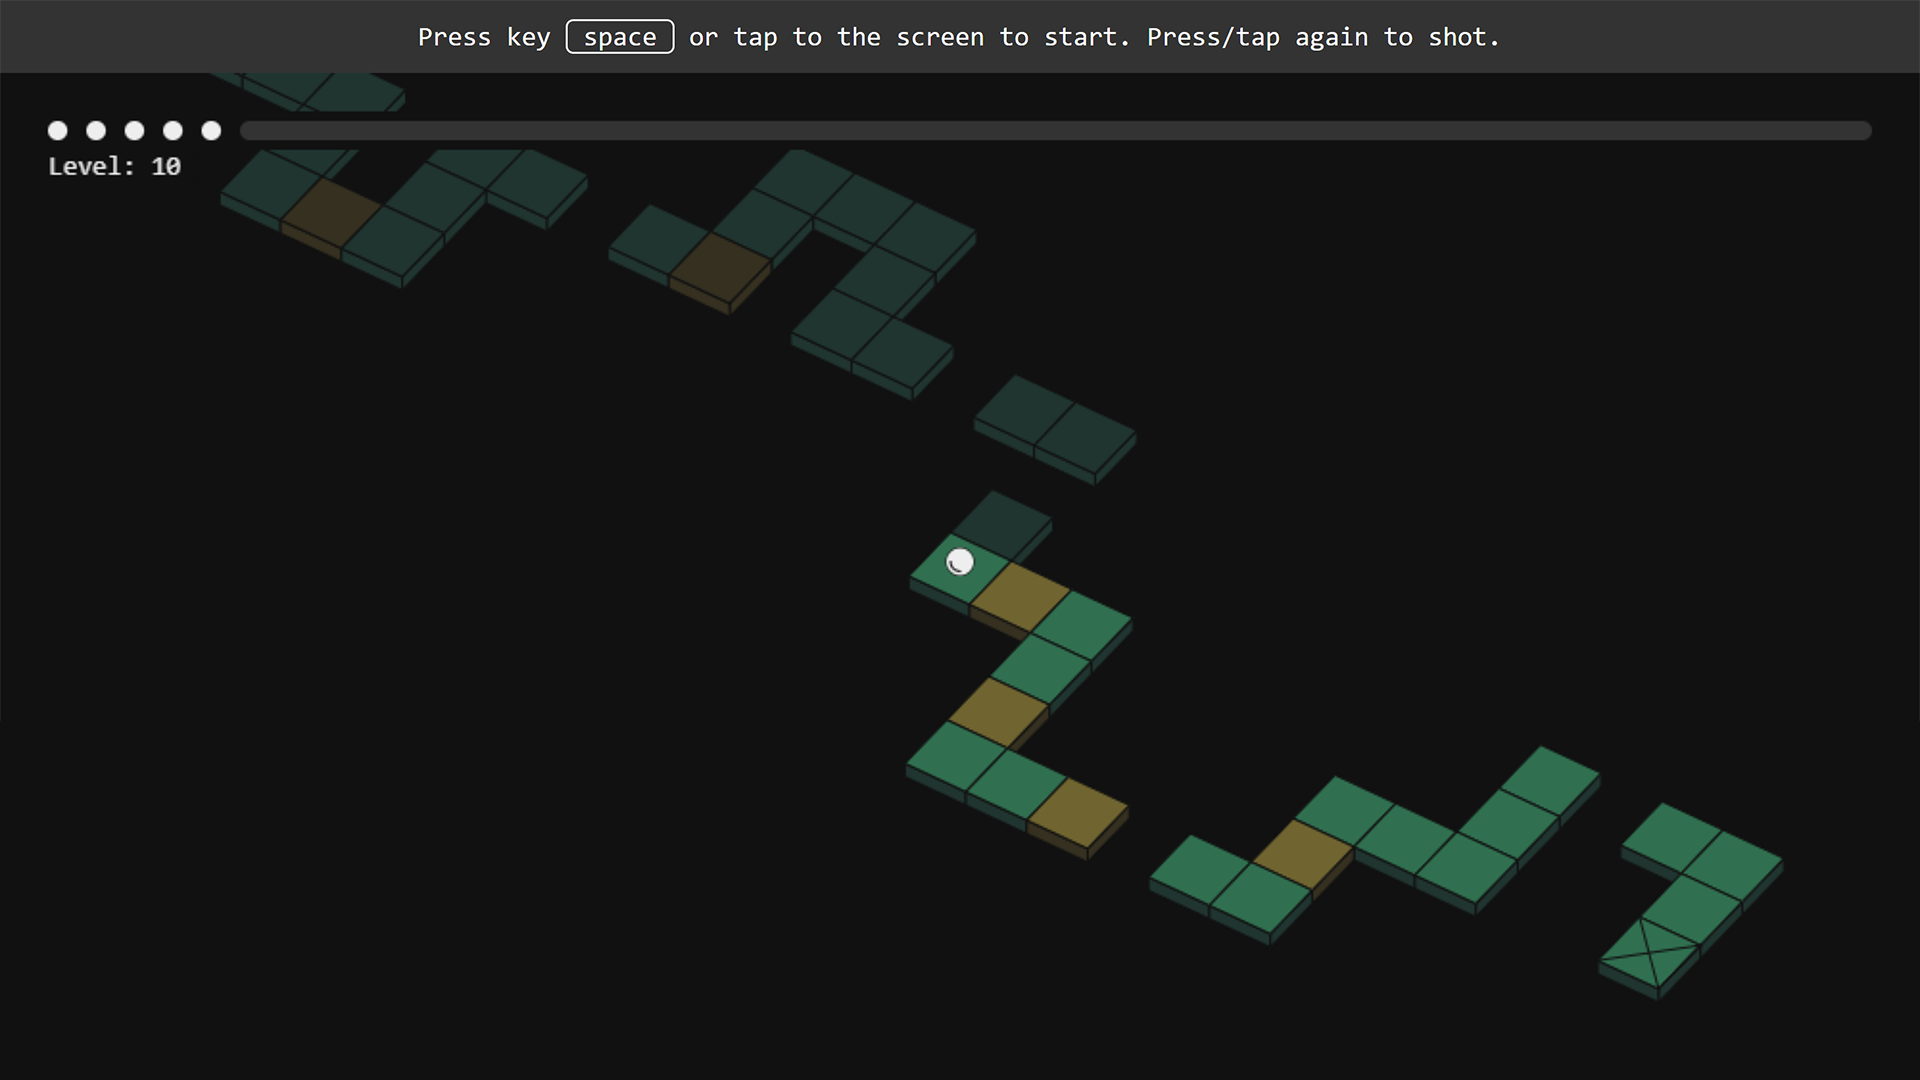 Press key space or tap to the screen to start. Press/tap again to shot.
Level: 10